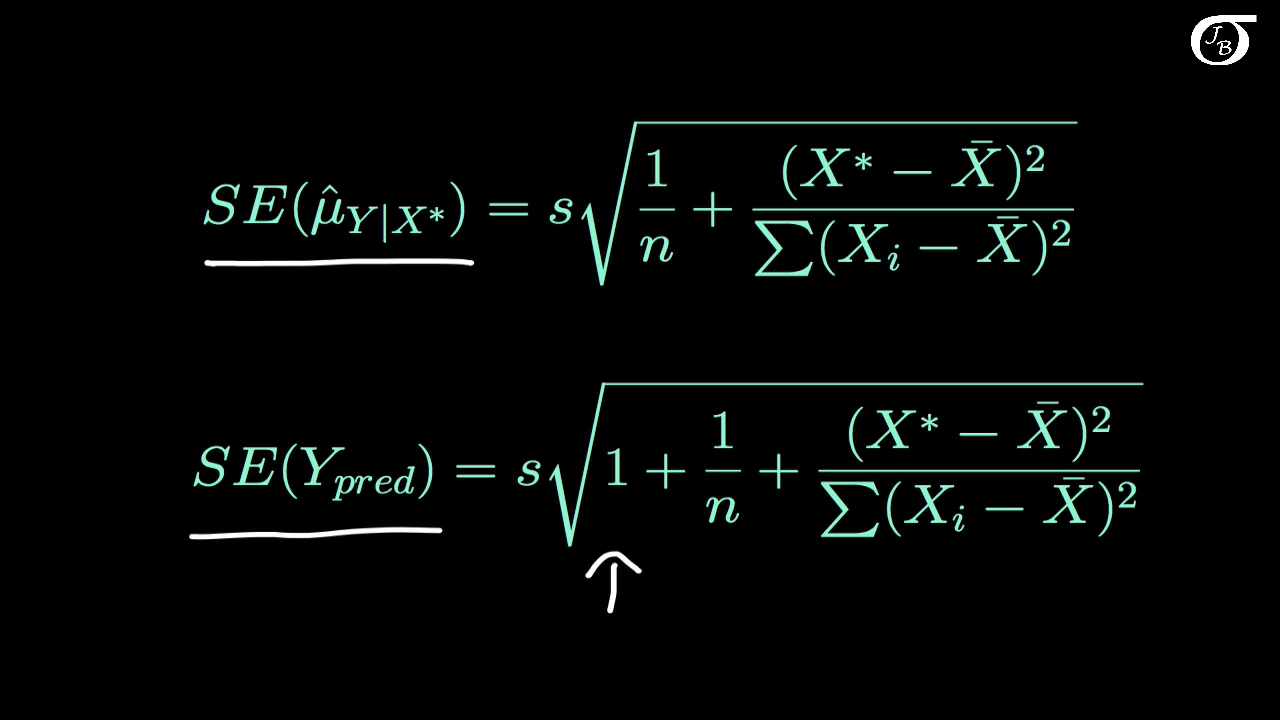 JB
$SE(\hat{\mu}_{Y|X^*}) = s\sqrt{\frac{1}{n} + \frac{(X^* - \bar{X})^2}{\sum (X_i - \bar{X})^2}}$
$SE(Y_{pred}) = s\sqrt{1 + \frac{1}{n} + \frac{(X^* - \bar{X})^2}{\sum (X_i - \bar{X})^2}}$